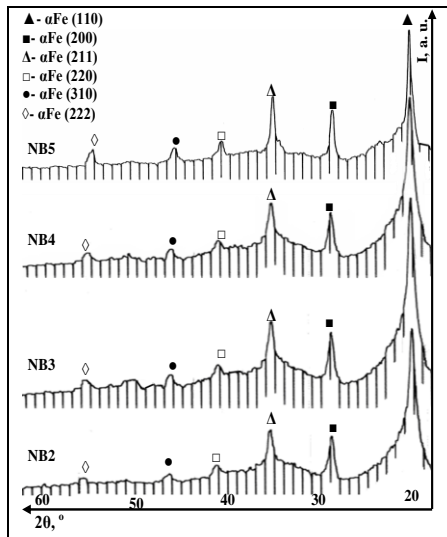 ▲- αFe (110)
■- αFe (200)
Δ- αFe (211)
□- αFe (220)
●- αFe (310)
◊- αFe (222)
I, a. u.
NB5
NB4
NB3
NB2
60 50 40 30 20
2θ, °